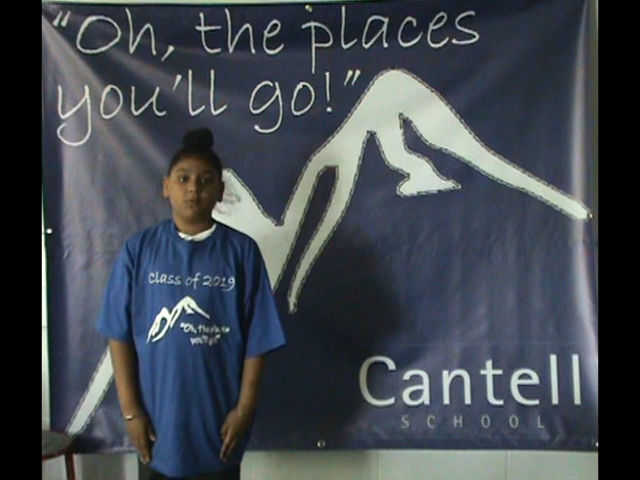 "Oh, the places
you'll go!"
Class of 2019
"Oh, the places
you'll go!"
Cantell
SCHOOL